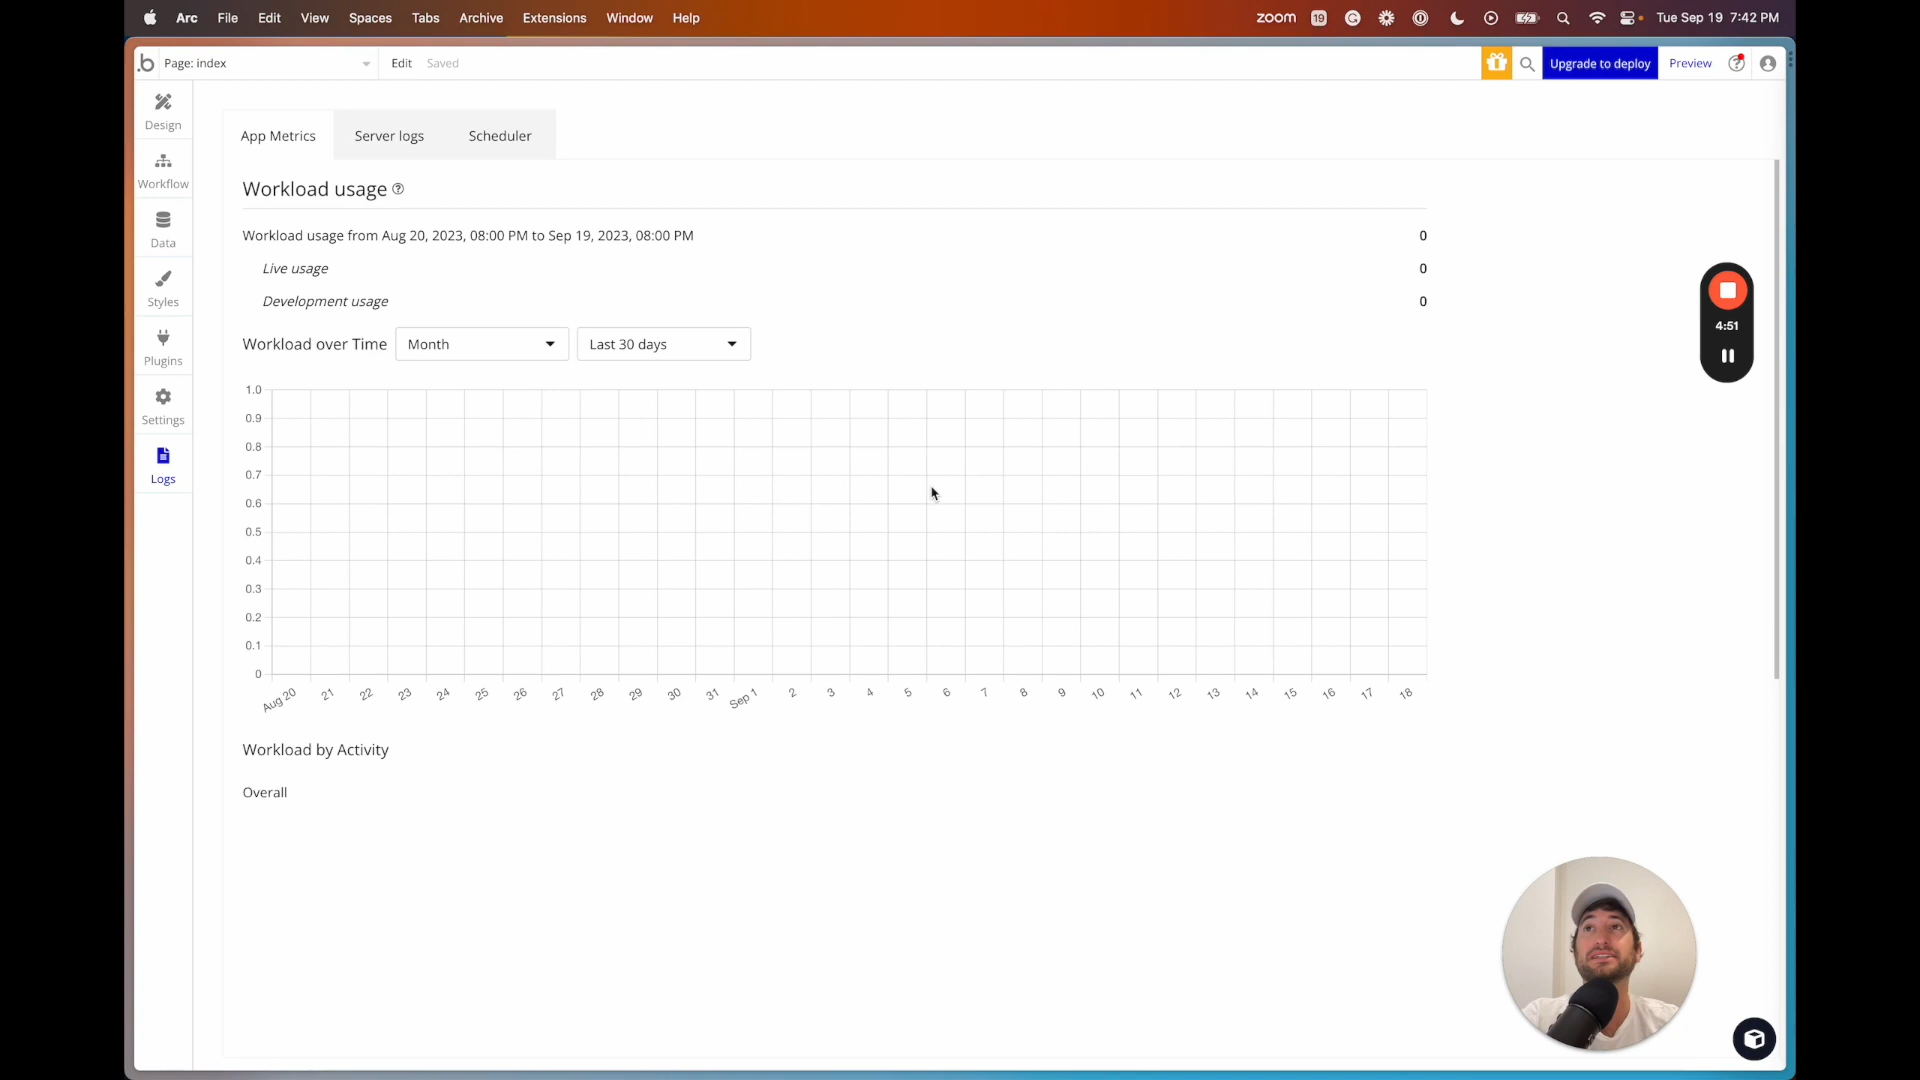 Arc File Edit View Spaces Tabs Archive Extensions Window Help zoom 19 Tue Sep 19 7:42 PM
b Page: index Edit Saved Upgrade to deploy Preview
Design
Workflow
Data
Styles
Plugins
Settings
Logs
App Metrics Server logs Scheduler
Workload usage ?
Workload usage from Aug 20, 2023, 08:00 PM to Sep 19, 2023, 08:00 PM 0
Live usage 0
Development usage 0
Workload over Time Month Last 30 days
1.0
0.9
0.8
0.7
0.6
0.5
0.4
0.3
0.2
0.1
0
Aug 20 21 22 23 24 25 26 27 28 29 30 31 Sep 1 2 3 4 5 6 7 8 9 10 11 12 13 14 15 16 17 18
Workload by Activity
Overall
4:51